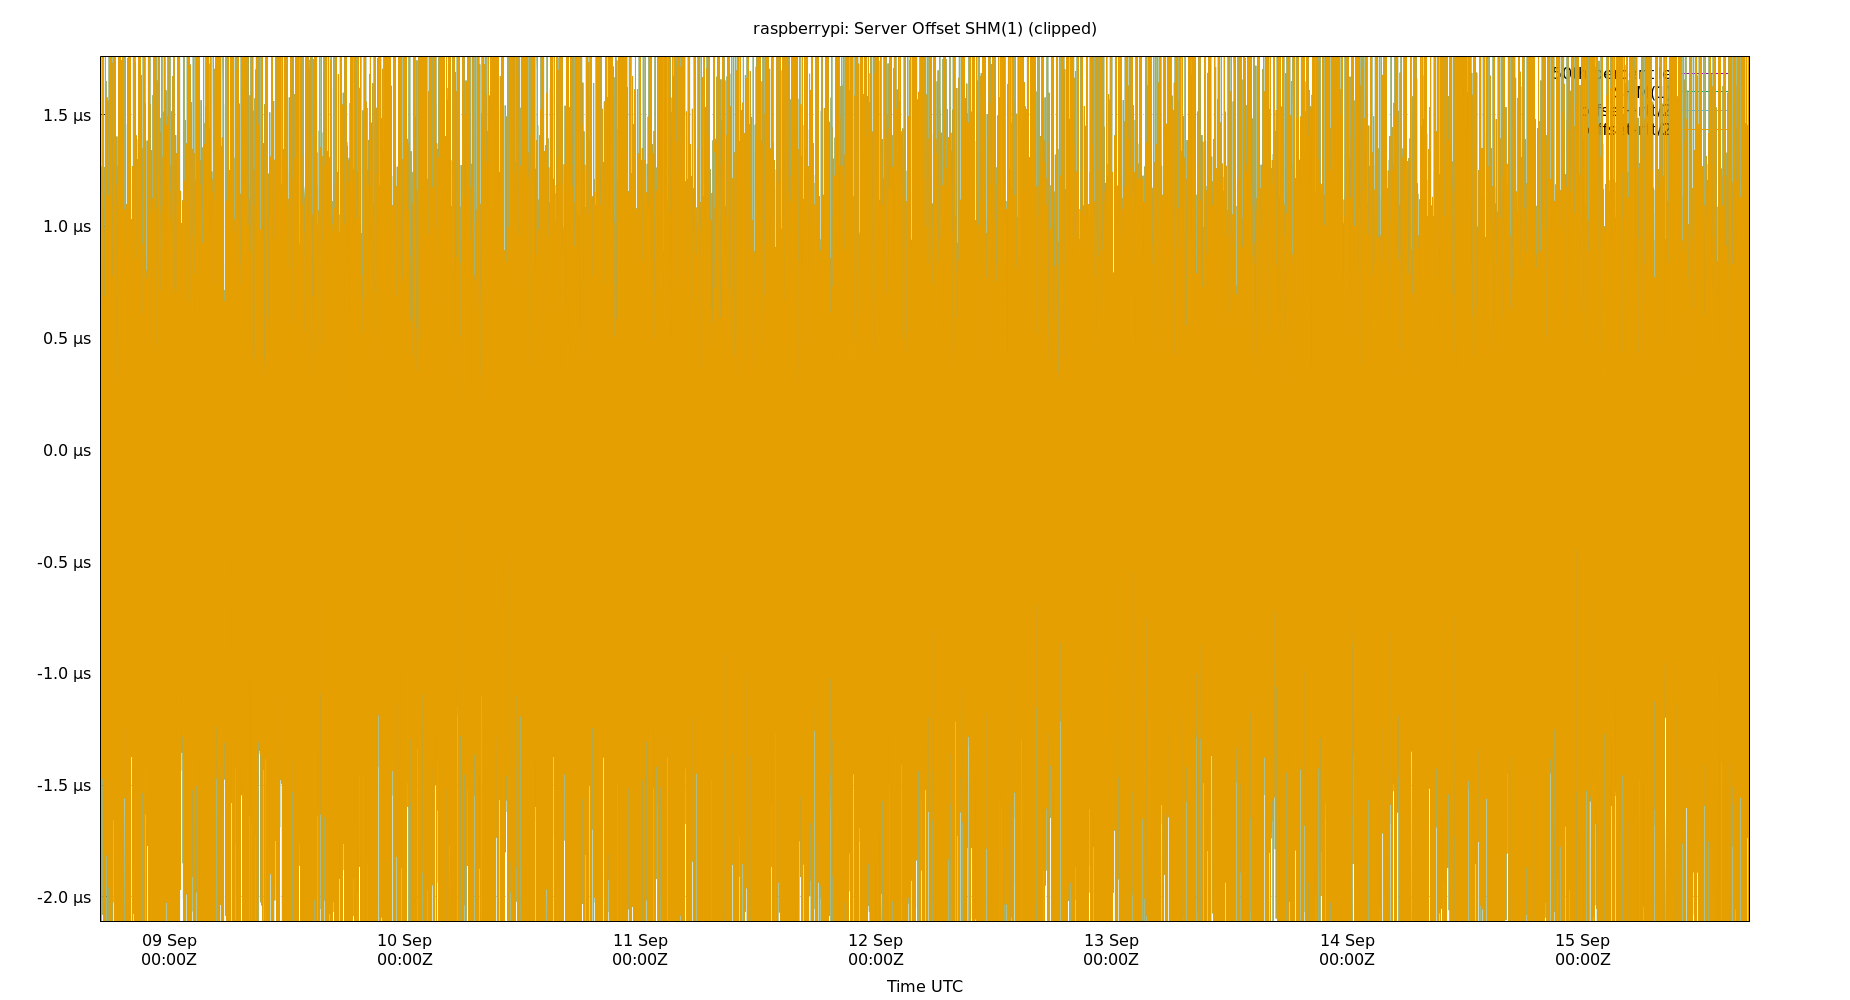 raspberrypi: Server Offset SHM(1) (clipped)
1.5 µs
1.0 µs
0.5 µs
0.0 µs
-0.5 µs
-1.0 µs
-1.5 µs
-2.0 µs
09 Sep 10 Sep 11 Sep 12 Sep 13 Sep 14 Sep 15 Sep
00:00Z 00:00Z 00:00Z 00:00Z 00:00Z 00:00Z 00:00Z
Time UTC